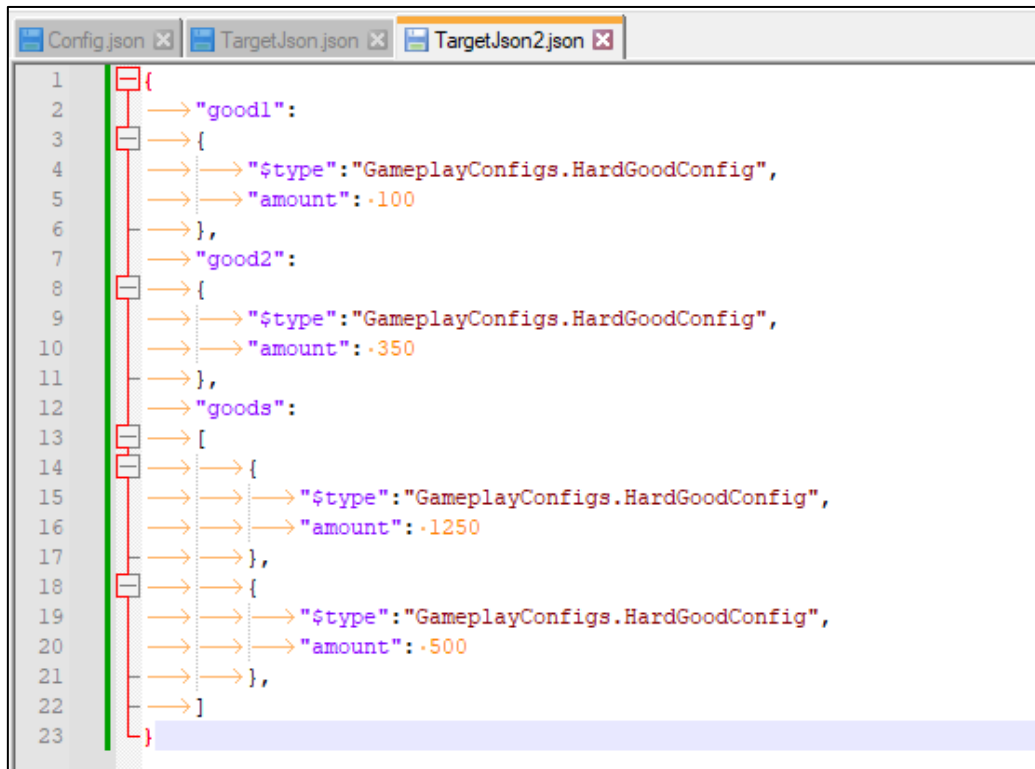 Config.json TargetJson.json TargetJson2.json
1 {
2 "good1":
3 {
4 "$type":"GameplayConfigs.HardGoodConfig",
5 "amount": 100
6 },
7 "good2":
8 {
9 "$type":"GameplayConfigs.HardGoodConfig",
10 "amount": 350
11 },
12 "goods":
13 [
14 {
15 "$type":"GameplayConfigs.HardGoodConfig",
16 "amount": 1250
17 },
18 {
19 "$type":"GameplayConfigs.HardGoodConfig",
20 "amount": 500
21 },
22 ]
23 }